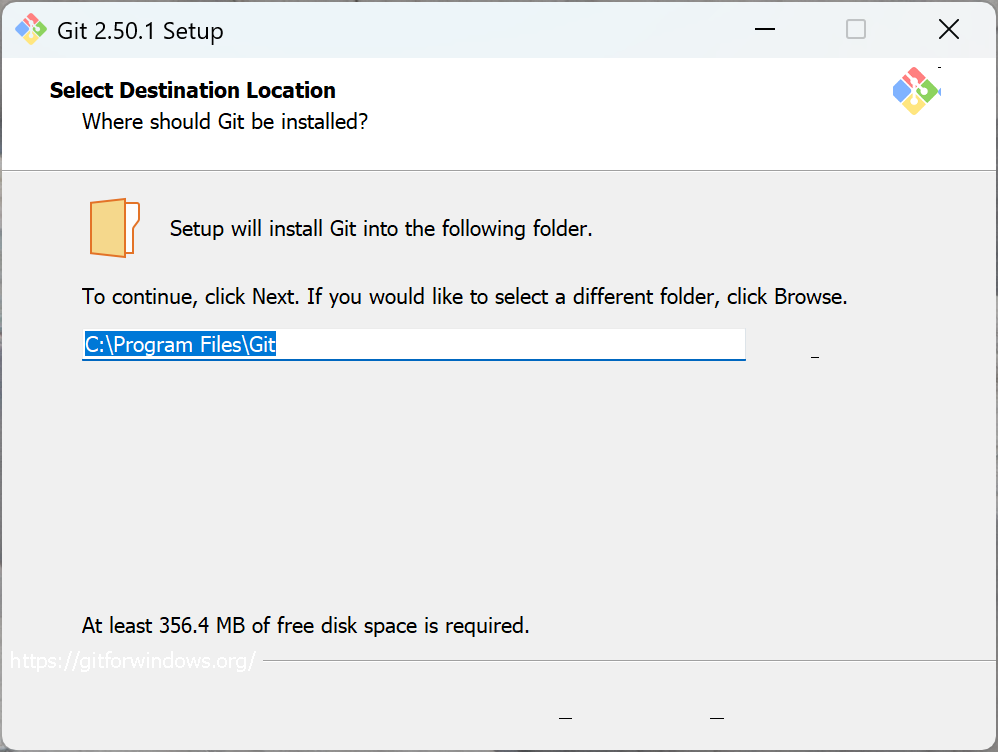 Git 2.50.1 Setup
Select Destination Location
Where should Git be installed?
Setup will install Git into the following folder.
To continue, click Next. If you would like to select a different folder, click Browse.
C:\Program Files\Git
At least 356.4 MB of free disk space is required.
https://gitforwindows.org/